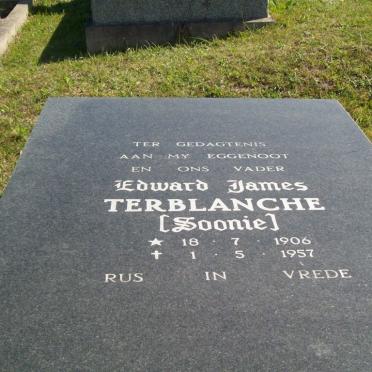 TER GEDAGTENIS
AAN MY EGGENOOT
EN ONS VADER
Edward James
TERBLANCHE
[Soonie]
★ 18 · 7 · 1906
✝ 1 · 5 · 1957
RUS IN VREDE